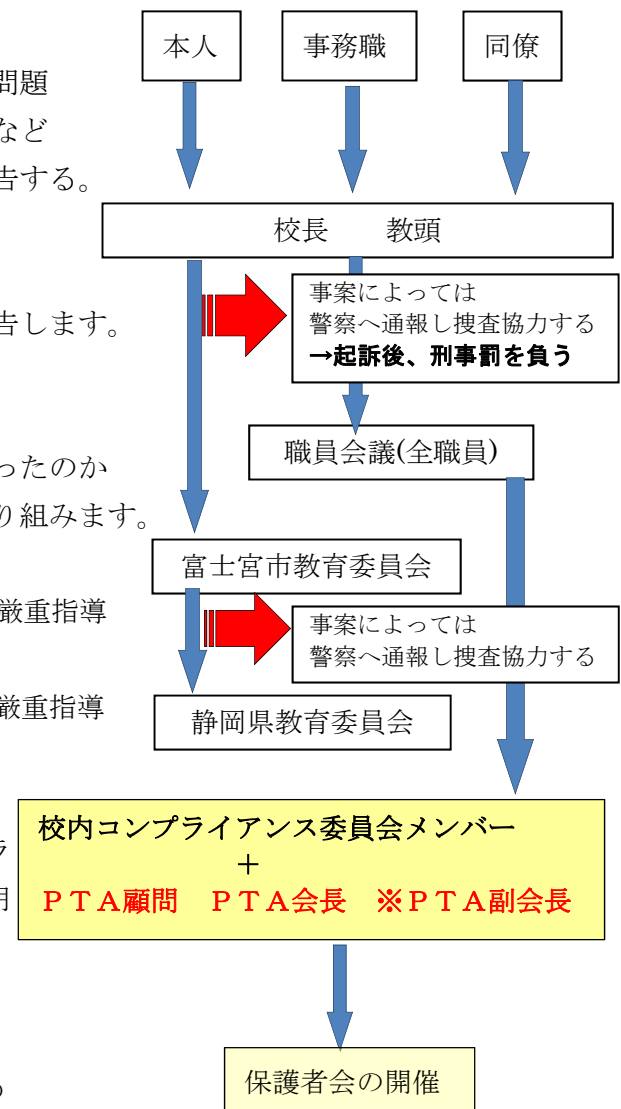 本人
事務職
同僚
問題
など
告する。
校長　　教頭
事案によっては
警察へ通報し捜査協力する
→起訴後、刑事罰を負う
告します。
職員会議(全職員)
ったのか
り組みます。
富士宮市教育委員会
厳重指導
事案によっては
警察へ通報し捜査協力する
厳重指導
静岡県教育委員会
校内コンプライアンス委員会メンバー
＋
ＰＴＡ顧問　ＰＴＡ会長　※ＰＴＡ副会長
保護者会の開催